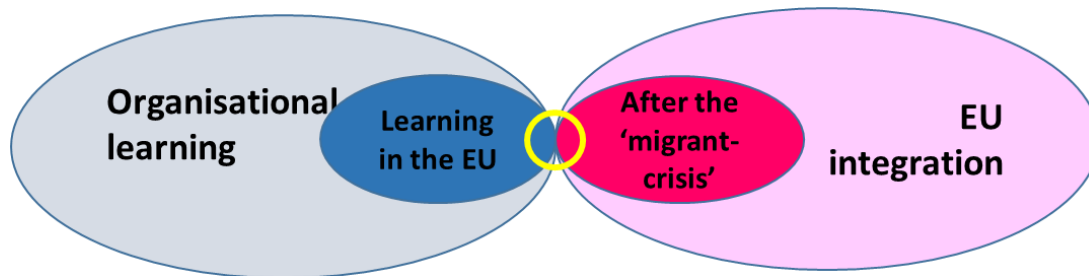 Organisational
learning
Learning
in the EU
After the
‘migrant-
crisis’
EU
integration